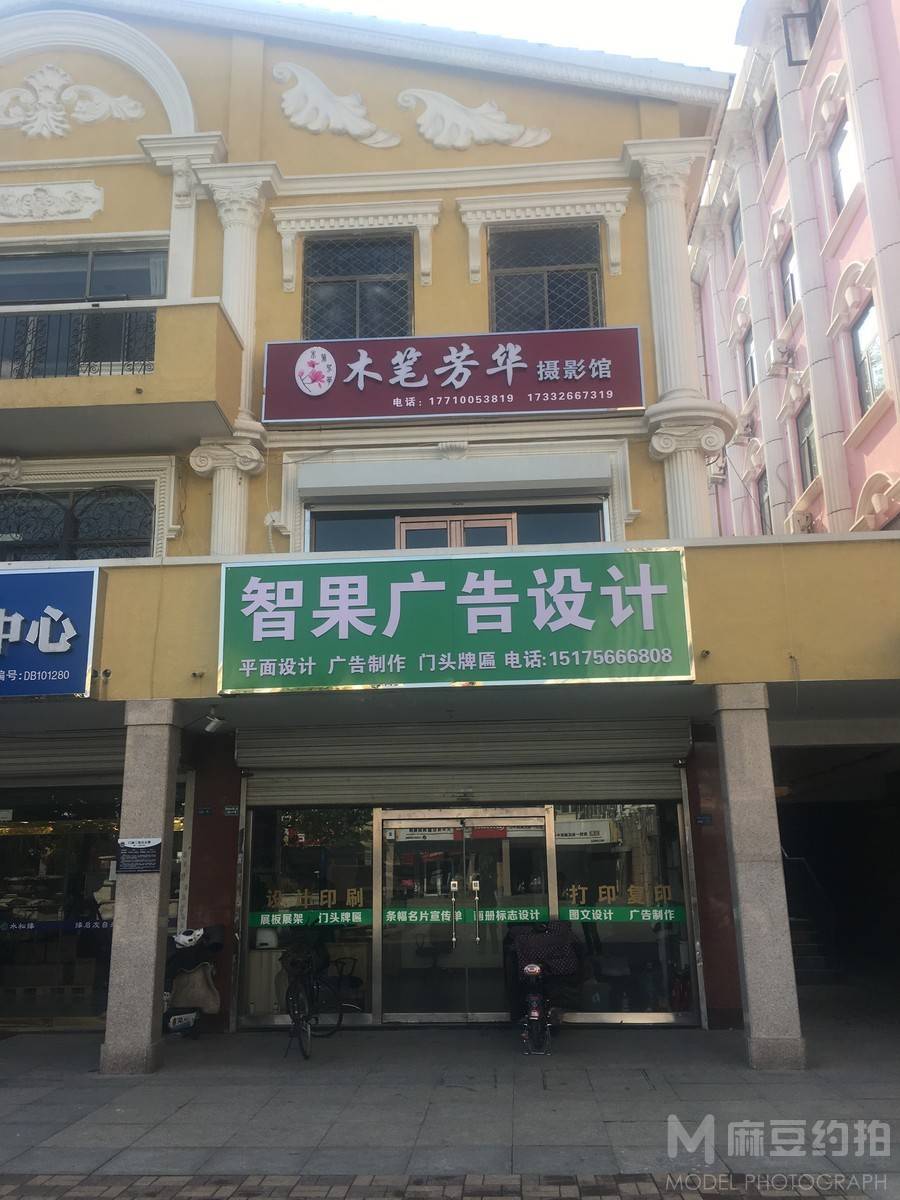 木笔芳华
木笔芳华 摄影馆
电话：17710053819 17332667319
智果广告设计
平面设计 广告制作 门头牌匾 电话:15175666808
中心
编号:DB101280
设计印刷
打印复印
展板展架 门头牌匾
条幅名片宣传单 画册标志设计
图文设计 广告制作
M 麻豆约拍
MODEL PHOTOGRAPH